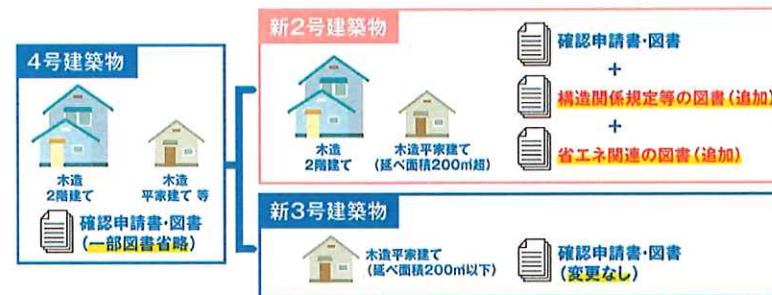 4号建築物
木造
2階建て
木造
平家建て 等
確認申請書・図書
(一部図書省略)
新2号建築物
木造
2階建て
木造平家建て
(延べ面積200㎡超)
確認申請書・図書
+
構造関係規定等の図書(追加)
+
省エネ関連の図書(追加)
新3号建築物
木造平家建て
(延べ面積200㎡以下)
確認申請書・図書
(変更なし)